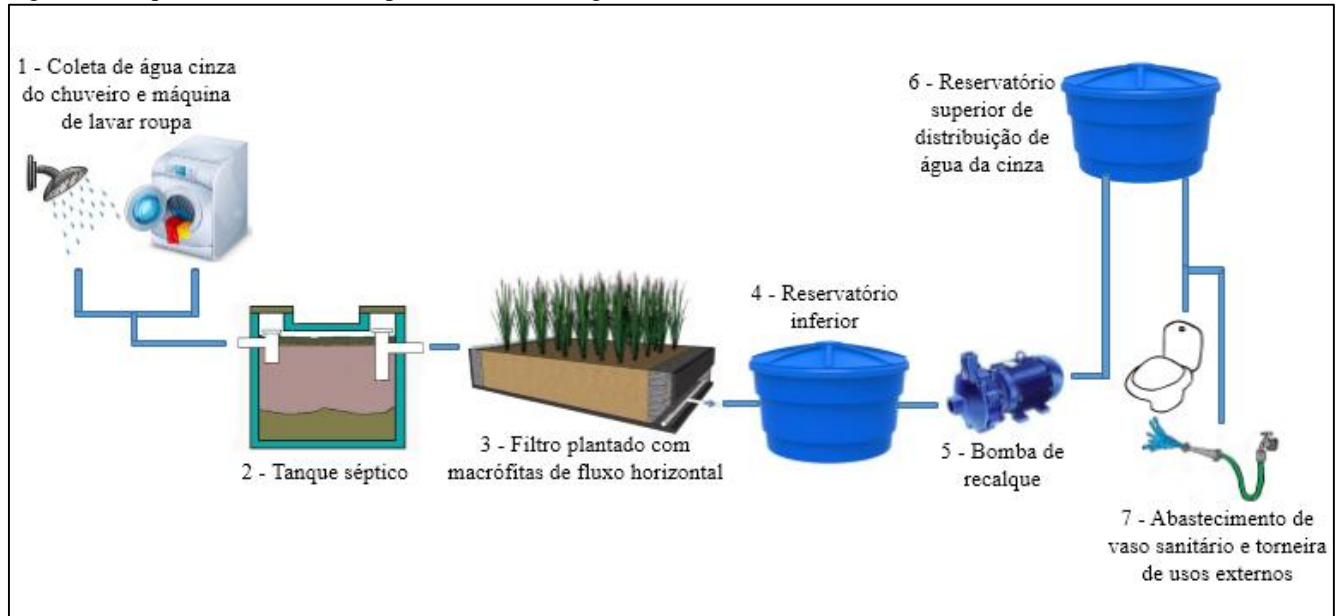 1 - Coleta de água cinza
do chuveiro e máquina
de lavar roupa
2 - Tanque séptico
3 - Filtro plantado com
macrófitas de fluxo horizontal
4 - Reservatório
inferior
5 - Bomba de
recalque
6 - Reservatório
superior de
distribuição de
água da cinza
7 - Abastecimento de
vaso sanitário e torneira
de usos externos